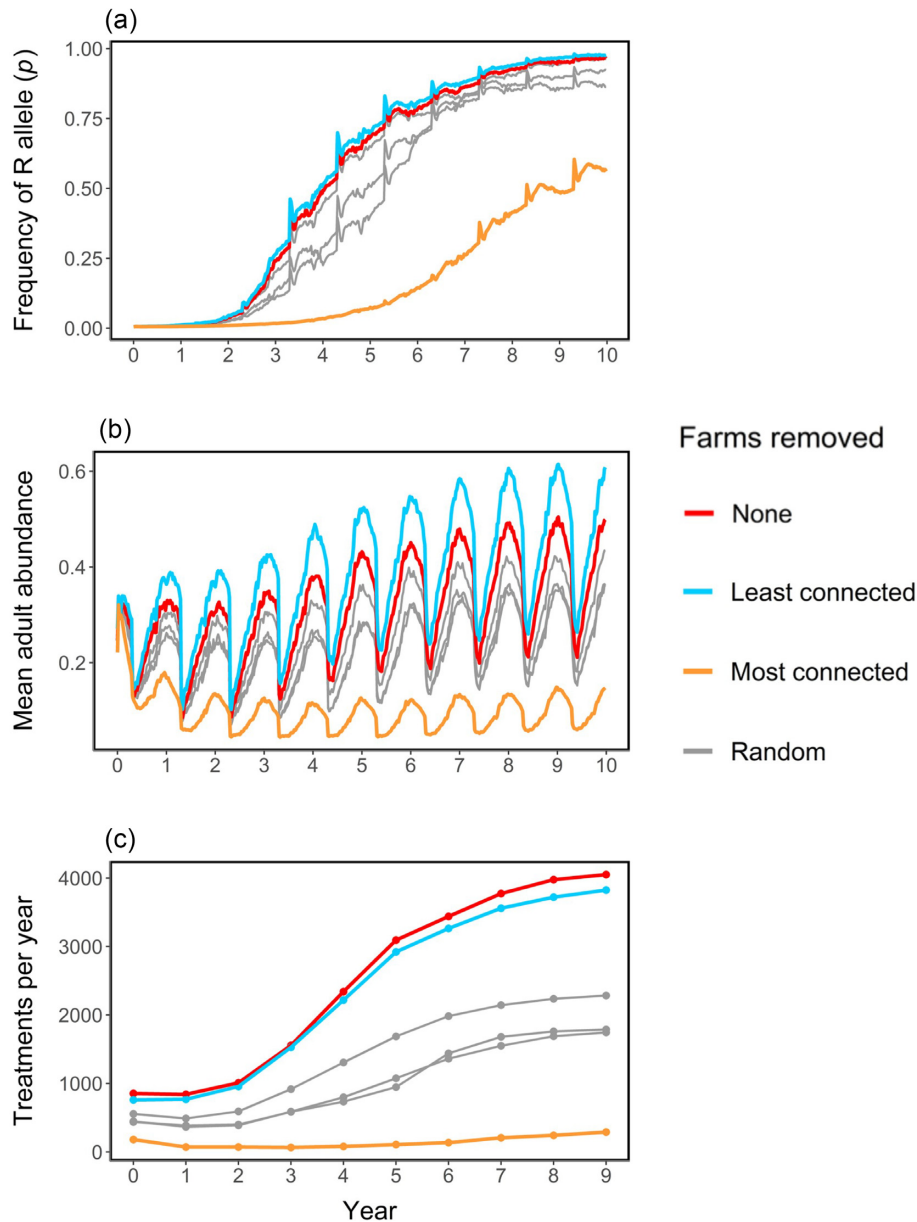 (a)
Frequency of R allele (p)
1.00
0.75
0.50
0.25
0.00
0 1 2 3 4 5 6 7 8 9 10
(b)
Mean adult abundance
0.6
0.4
0.2
0 1 2 3 4 5 6 7 8 9 10
Farms removed
None
Least connected
Most connected
Random
(c)
Treatments per year
4000
3000
2000
1000
0
0 1 2 3 4 5 6 7 8 9
Year